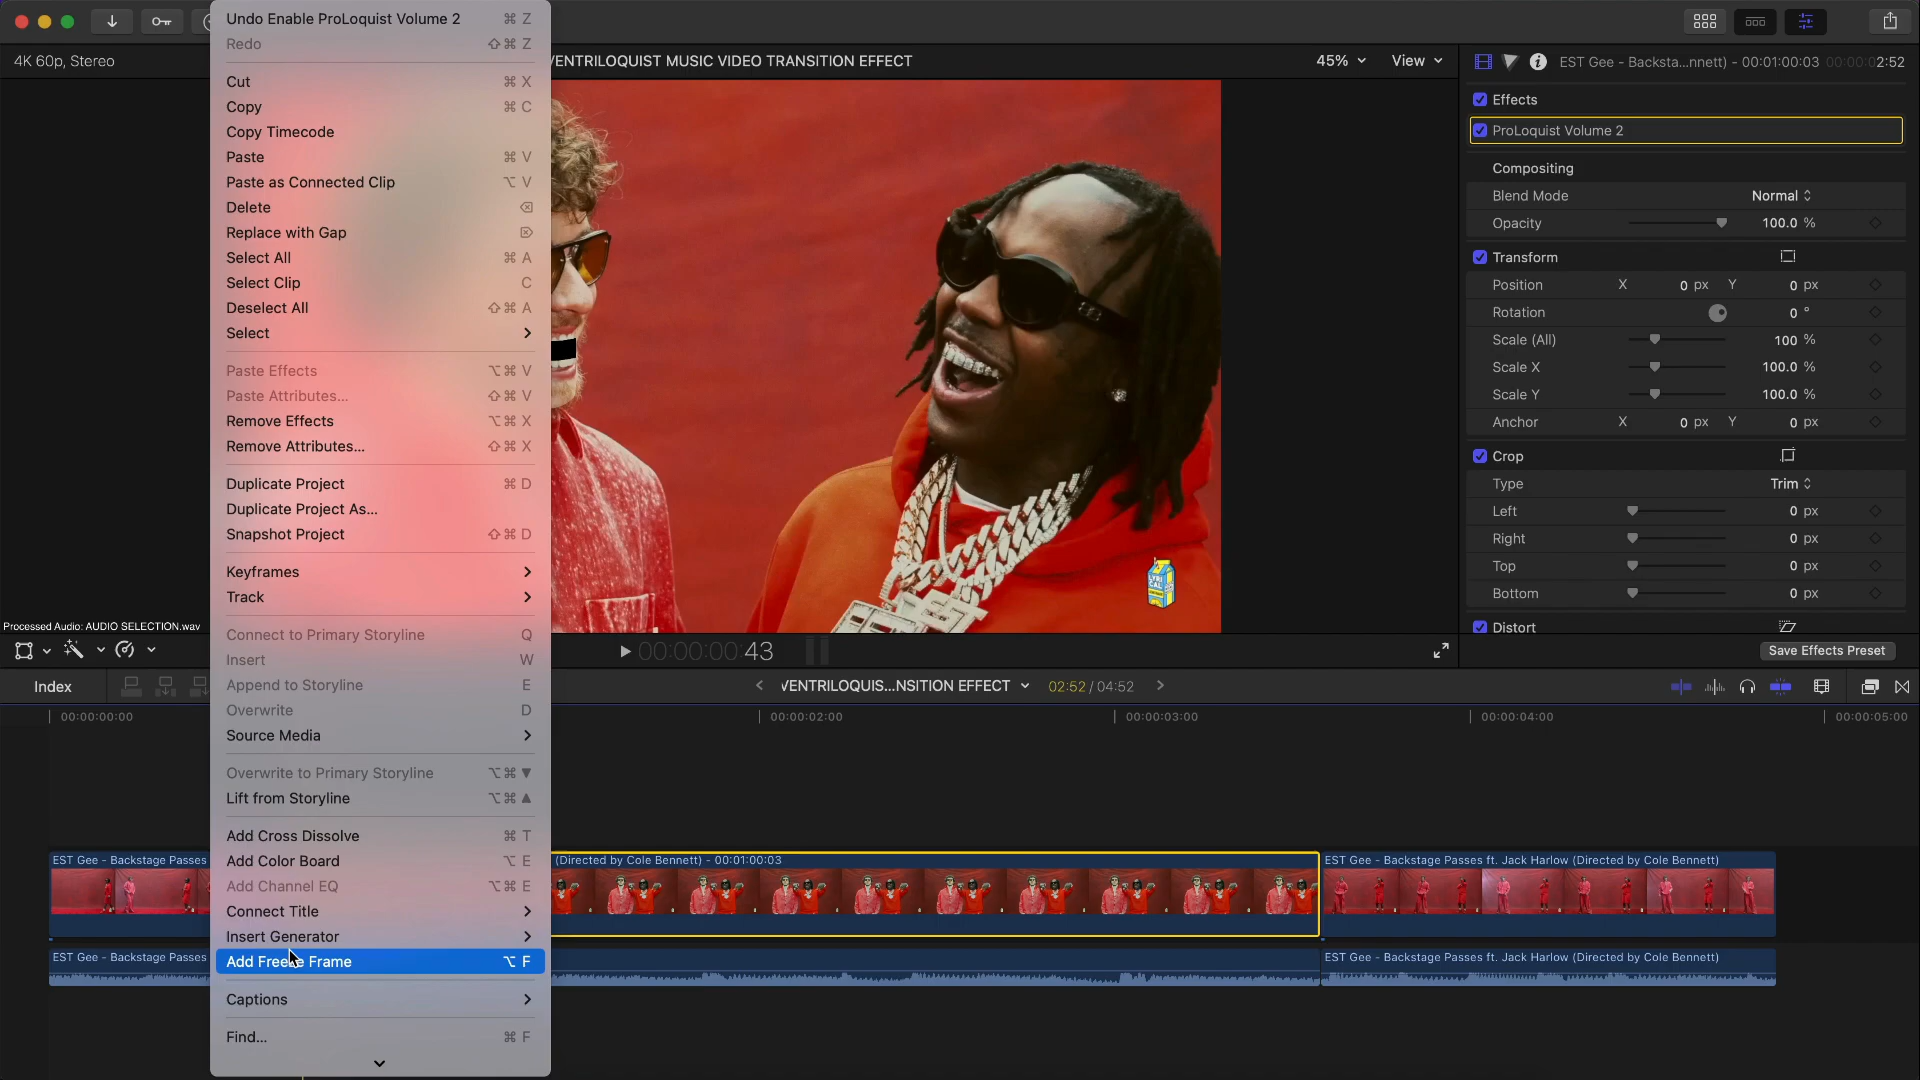 Undo Enable ProLoquist Volume 2 ⌘ Z
Redo ⇧⌘ Z
Cut ⌘ X
Copy ⌘ C
Copy Timecode
Paste ⌘ V
Paste as Connected Clip ⌥ V
Delete ⌫
Replace with Gap ⌦
Select All ⌘ A
Select Clip C
Deselect All ⇧⌘ A
Select
Paste Effects ⌥⌘ V
Paste Attributes... ⇧⌘ V
Remove Effects ⌥⌘ X
Remove Attributes... ⇧⌘ X
Duplicate Project ⌘ D
Duplicate Project As...
Snapshot Project ⇧⌘ D
Keyframes
Track
Connect to Primary Storyline Q
Insert W
Append to Storyline E
Overwrite D
Source Media
Overwrite to Primary Storyline ⌥⌘ ▼
Lift from Storyline ⌥⌘ ▲
Add Cross Dissolve ⌘ T
Add Color Board ⌥ E
Add Channel EQ ⌥⌘ E
Connect Title
Insert Generator
Add Freeze Frame ⌥ F
Captions
Find... ⌘ F
4K 60p, Stereo
VENTRILOQUIST MUSIC VIDEO TRANSITION EFFECT
45%
View
LYRI
CAL
Processed Audio: AUDIO SELECTION.wav
00:00:00:00:43
EST Gee - Backsta...nnett) - 00:01:00:03 00:00:02:52
Effects
ProLoquist Volume 2
Compositing
Blend Mode Normal
Opacity 100.0 %
Transform
Position X 0 px Y 0 px
Rotation 0 °
Scale (All) 100 %
Scale X 100.0 %
Scale Y 100.0 %
Anchor X 0 px Y 0 px
Crop
Type Trim
Left 0 px
Right 0 px
Top 0 px
Bottom 0 px
Distort
Save Effects Preset
Index
VENTRILOQUIS...NSITION EFFECT
02:52 / 04:52
00:00:00:00
00:00:02:00
00:00:03:00
00:00:04:00
00:00:05:00
EST Gee - Backstage Passes
(Directed by Cole Bennett) - 00:01:00:03
EST Gee - Backstage Passes ft. Jack Harlow (Directed by Cole Bennett)
EST Gee - Backstage Passes
EST Gee - Backstage Passes ft. Jack Harlow (Directed by Cole Bennett)